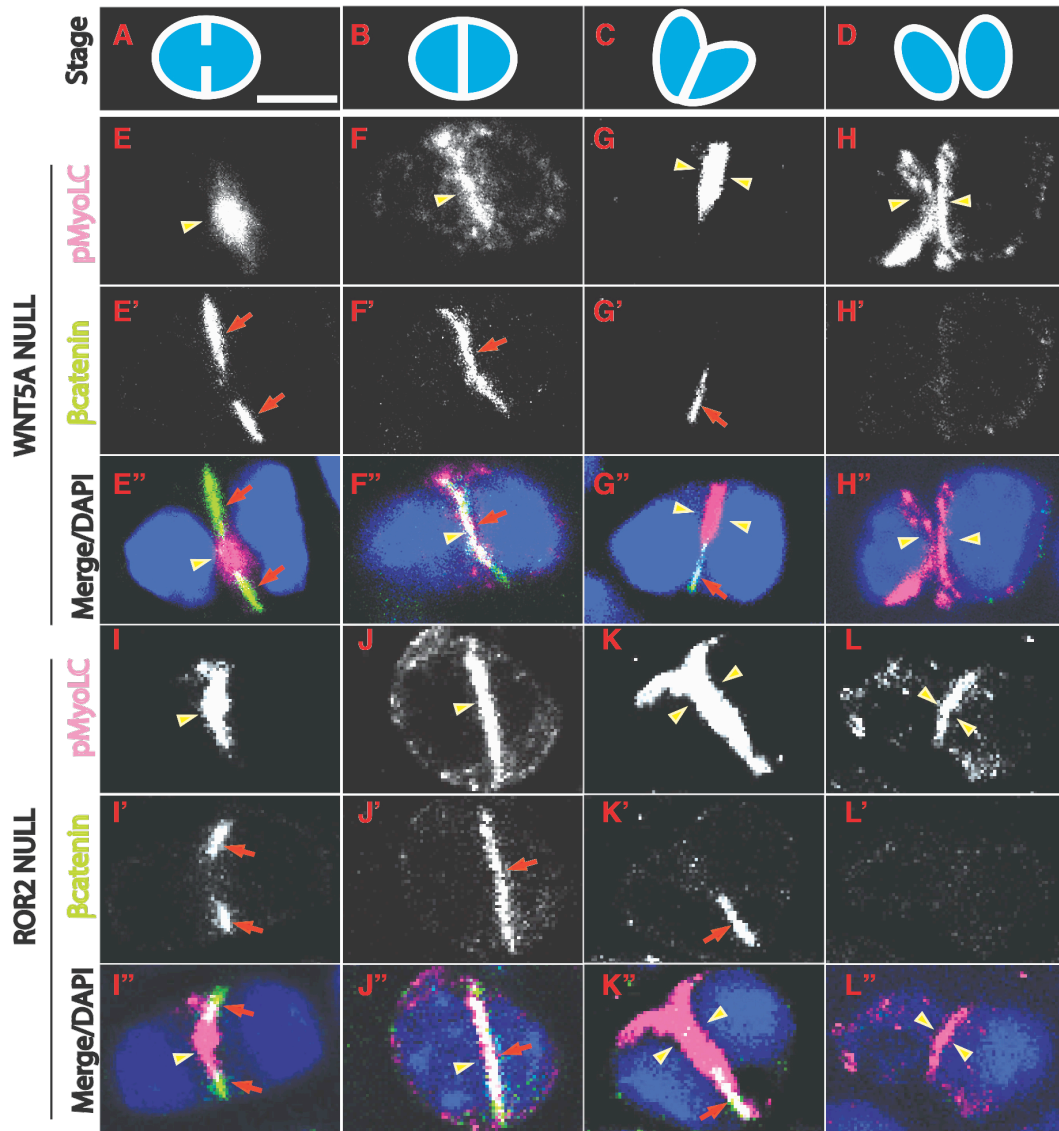 Stage
A
B
C
D
WNT5A NULL
pMyoLC
E
F
G
H
βcatenin
E’
F’
G’
H’
Merge/DAPI
E”
F”
G”
H”
ROR2 NULL
pMyoLC
I
J
K
L
βcatenin
I’
J’
K’
L’
Merge/DAPI
I”
J”
K”
L”